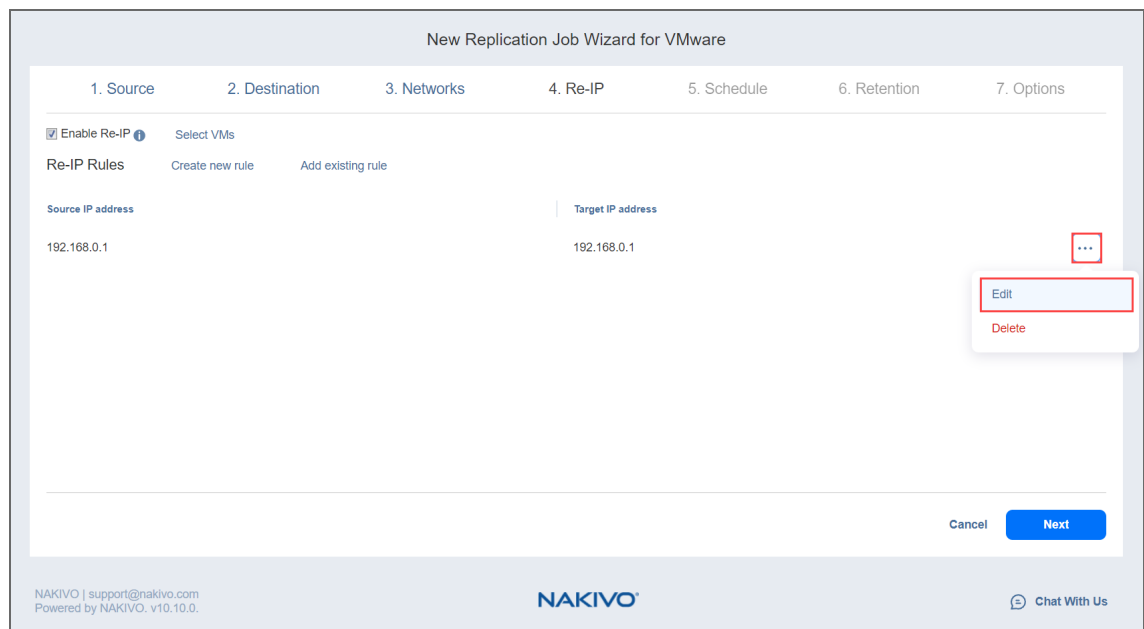 New Replication Job Wizard for VMware
1. Source 2. Destination 3. Networks 4. Re-IP 5. Schedule 6. Retention 7. Options
Enable Re-IP Select VMs
Re-IP Rules Create new rule Add existing rule
Source IP address Target IP address
192.168.0.1 192.168.0.1 ...
Edit
Delete
Cancel Next
NAKIVO | support@nakivo.com
Powered by NAKIVO. v10.10.0.
NAKIVO®
Chat With Us